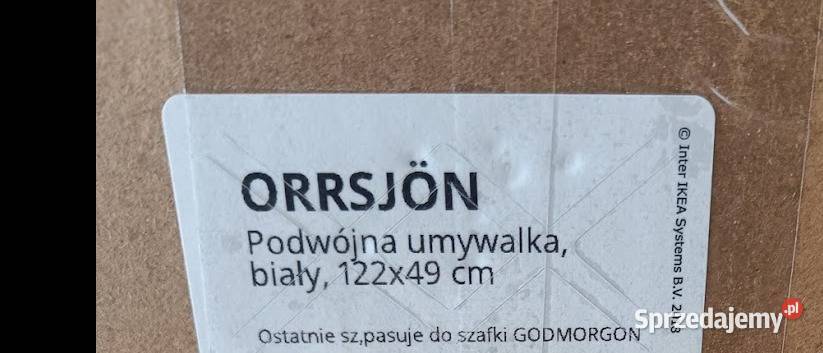 ORRSJÖN
Podwójna umywalka,
biały, 122x49 cm
Ostatnie sz,pasuje do szafki GODMORGON
© Inter IKEA Systems B.V.
Sprzedajemy.pl